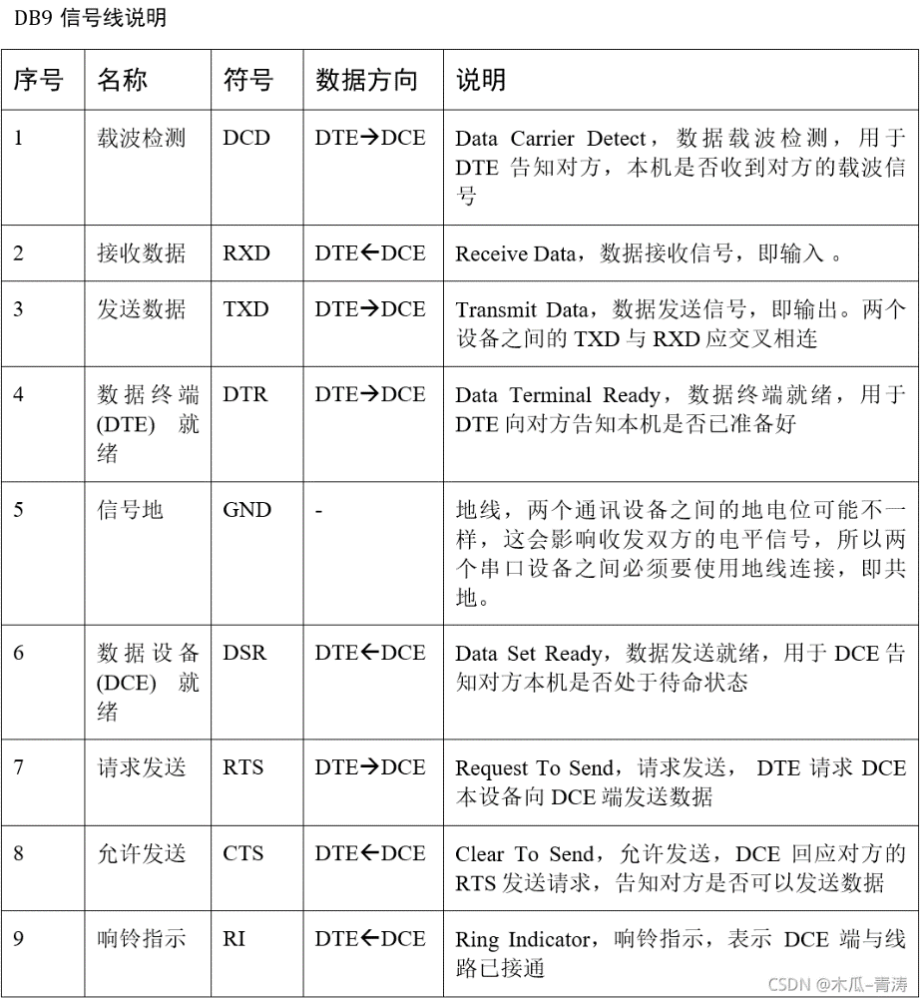 DB9 信号线说明
序号 名称 符号 数据方向 说明
1 载波检测 DCD DTE→DCE Data Carrier Detect，数据载波检测，用于
DTE 告知对方，本机是否收到对方的载波信
号
2 接收数据 RXD DTE←DCE Receive Data，数据接收信号，即输入 。
3 发送数据 TXD DTE→DCE Transmit Data，数据发送信号，即输出。两个
设备之间的 TXD 与 RXD 应交叉相连
4 数据终端 DTR DTE→DCE Data Terminal Ready，数据终端就绪，用于
(DTE) 就 DTE 向对方告知本机是否已准备好
绪
5 信号地 GND - 地线，两个通讯设备之间的地电位可能不一
样，这会影响收发双方的电平信号，所以两
个串口设备之间必须要使用地线连接，即共
地。
6 数据设备 DSR DTE←DCE Data Set Ready，数据发送就绪，用于 DCE 告
(DCE) 就 知对方本机是否处于待命状态
绪
7 请求发送 RTS DTE→DCE Request To Send，请求发送， DTE 请求 DCE
本设备向 DCE 端发送数据
8 允许发送 CTS DTE←DCE Clear To Send，允许发送，DCE 回应对方的
RTS 发送请求，告知对方是否可以发送数据
9 响铃指示 RI DTE←DCE Ring Indicator，响铃指示，表示 DCE 端与线
路已接通
CSDN @木瓜-青涛